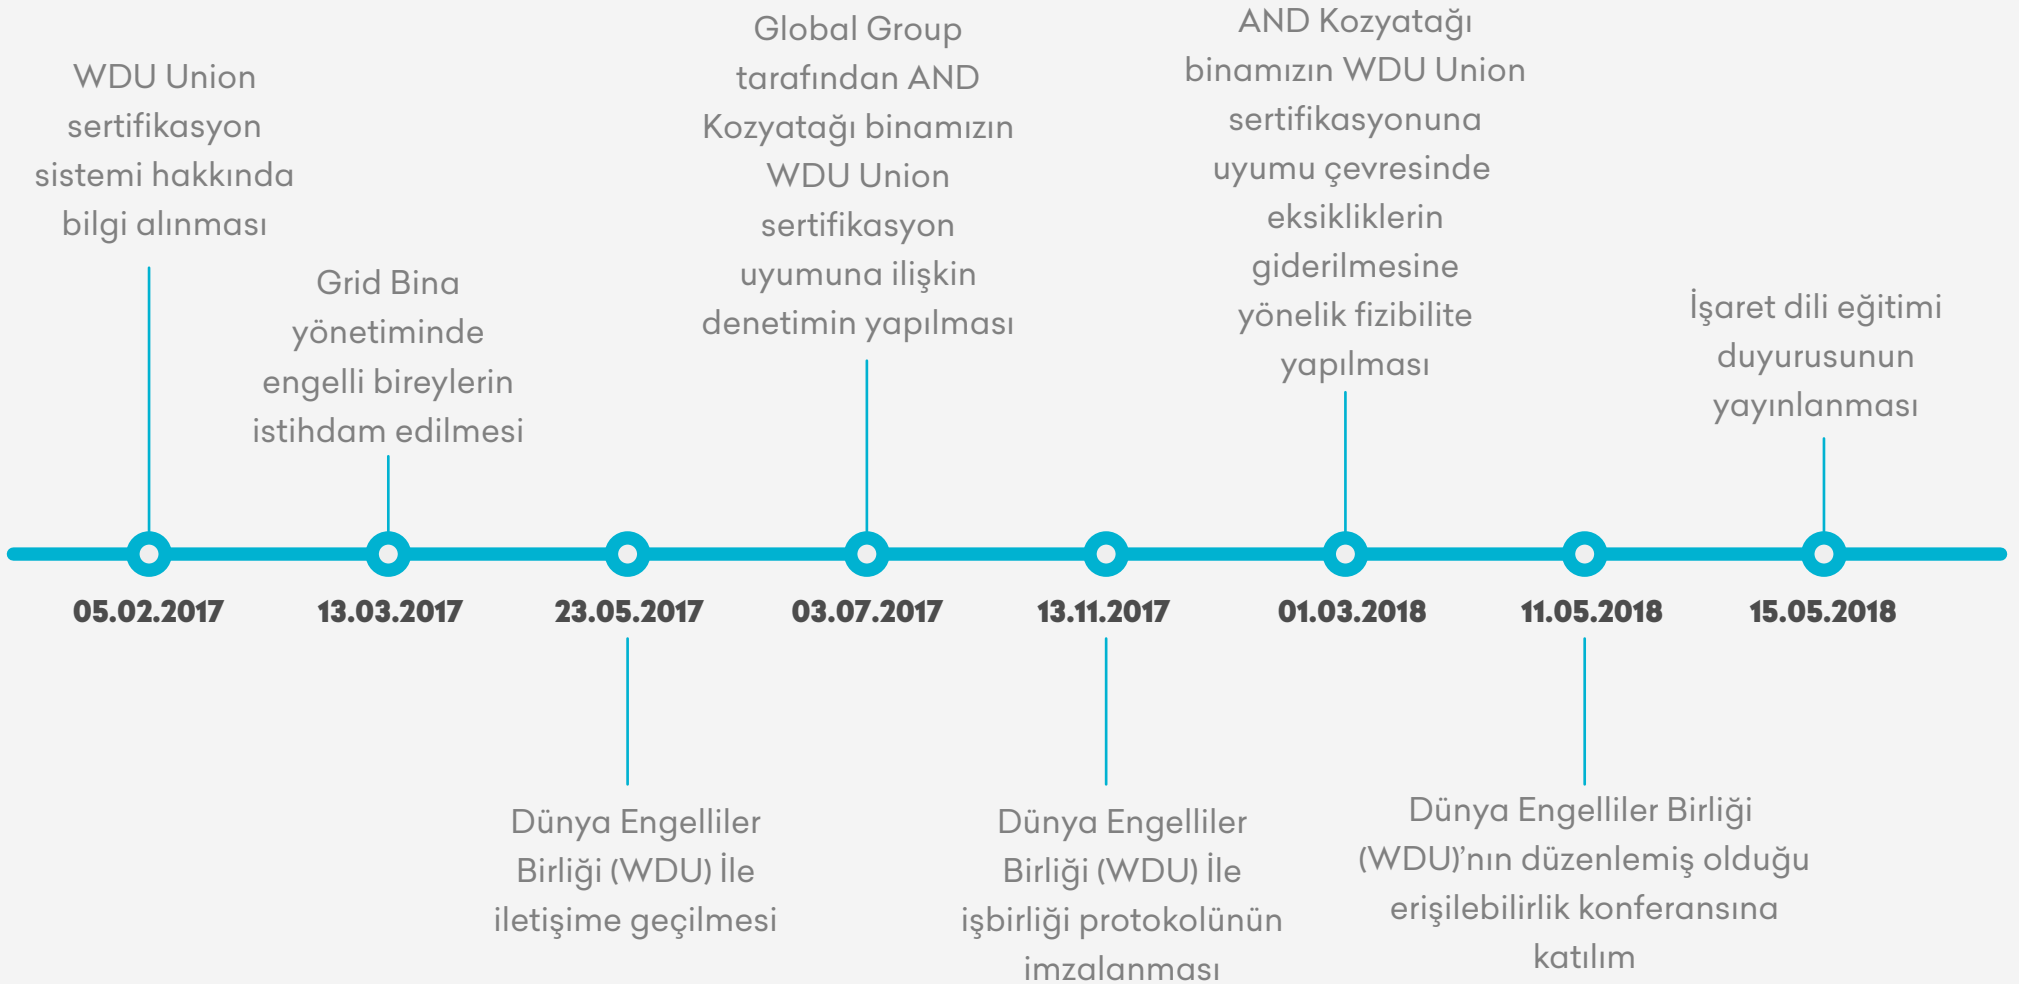 WDU Union
sertifikasyon
sistemi hakkında
bilgi alınması
Grid Bina
yönetiminde
engelli bireylerin
istihdam edilmesi
Global Group
tarafından AND
Kozyatağı binamızın
WDU Union
sertifikasyon
uyumuna ilişkin
denetimin yapılması
AND Kozyatağı
binamızın WDU Union
sertifikasyonuna
uyumu çevresinde
eksikliklerin
giderilmesine
yönelik fizibilite
yapılması
İşaret dili eğitimi
duyurusunun
yayınlanması
05.02.2017
13.03.2017
23.05.2017
03.07.2017
13.11.2017
01.03.2018
11.05.2018
15.05.2018
Dünya Engelliler
Birliği (WDU) İle
iletişime geçilmesi
Dünya Engelliler
Birliği (WDU) İle
işbirliği protokolünün
imzalanması
Dünya Engelliler Birliği
(WDU)’nın düzenlemiş olduğu
erişilebilirlik konferansına
katılım